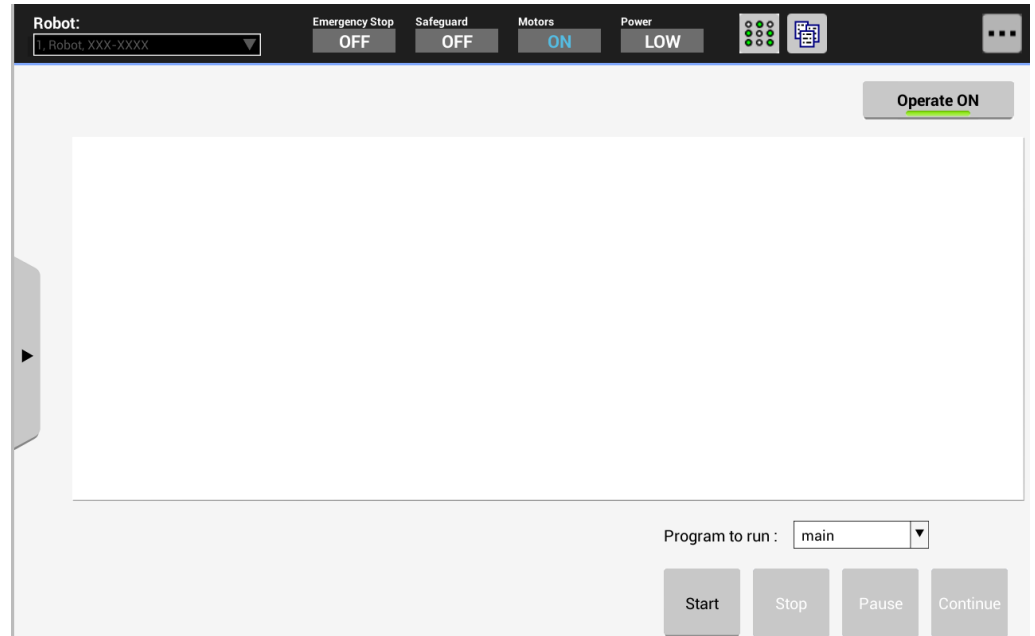 Robot:
1, Robot, XXX-XXXX
Emergency Stop
OFF
Safeguard
OFF
Motors
ON
Power
LOW
Operate ON
Program to run :
main
Start
Stop
Pause
Continue